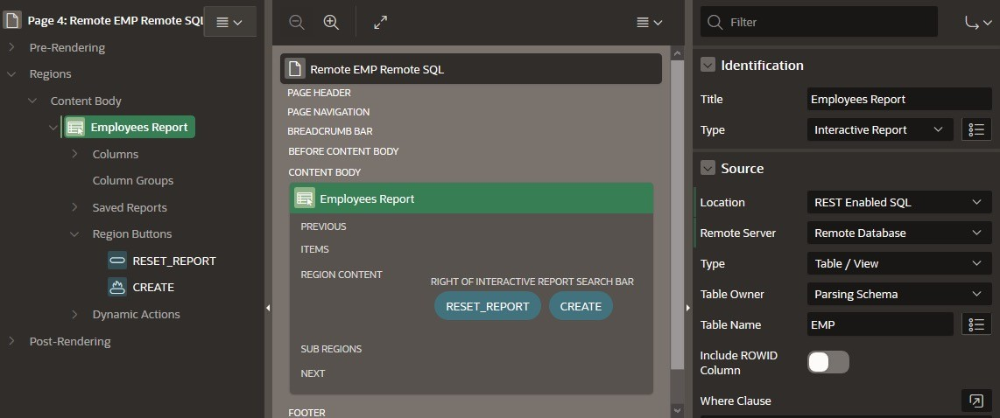 Page 4: Remote EMP Remote SQL
Pre-Rendering
Regions
Content Body
Employees Report
Columns
Column Groups
Saved Reports
Region Buttons
RESET_REPORT
CREATE
Dynamic Actions
Post-Rendering
Remote EMP Remote SQL
PAGE HEADER
PAGE NAVIGATION
BREADCRUMB BAR
BEFORE CONTENT BODY
CONTENT BODY
Employees Report
PREVIOUS
ITEMS
REGION CONTENT
RIGHT OF INTERACTIVE REPORT SEARCH BAR
RESET_REPORT CREATE
SUB REGIONS
NEXT
FOOTER
Filter
Identification
Title Employees Report
Type Interactive Report
Source
Location REST Enabled SQL
Remote Server Remote Database
Type Table / View
Table Owner Parsing Schema
Table Name EMP
Include ROWID
Column
Where Clause